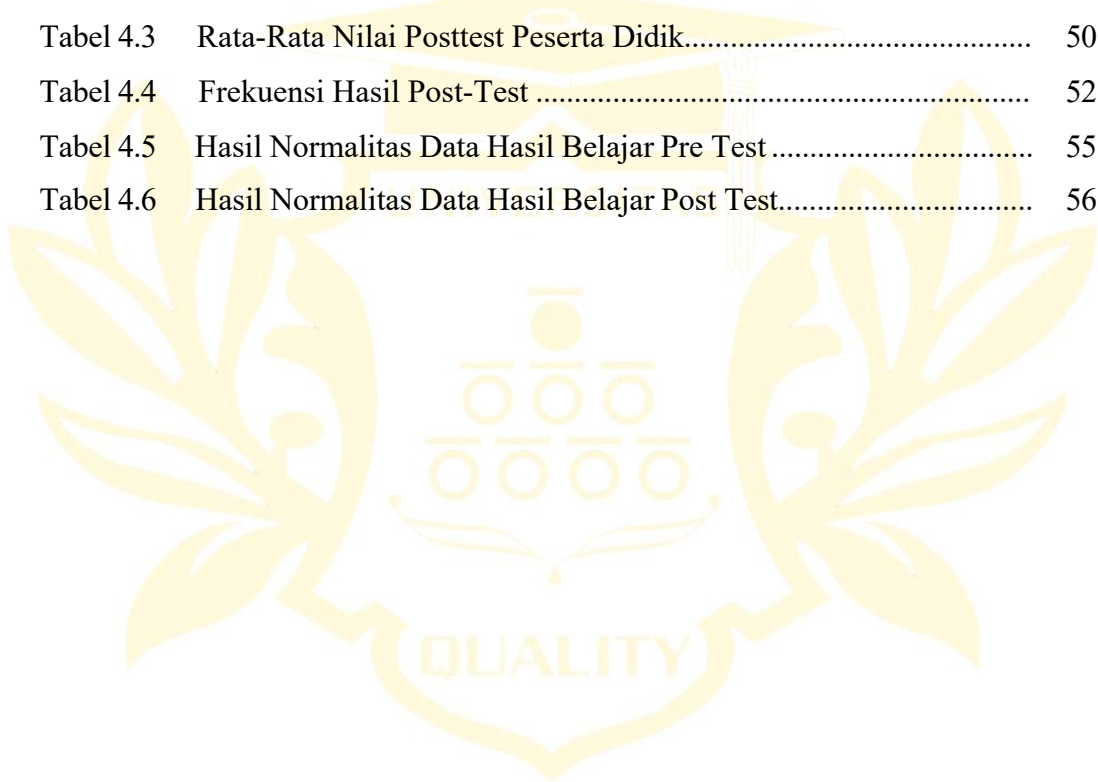 Tabel 4.3 Rata-Rata Nilai Posttest Peserta Didik....................................... 50
Tabel 4.4 Frekuensi Hasil Post-Test ........................................................ 52
Tabel 4.5 Hasil Normalitas Data Hasil Belajar Pre Test .............................. 55
Tabel 4.6 Hasil Normalitas Data Hasil Belajar Post Test............................. 56
UNIVERSITAS
QUALITY